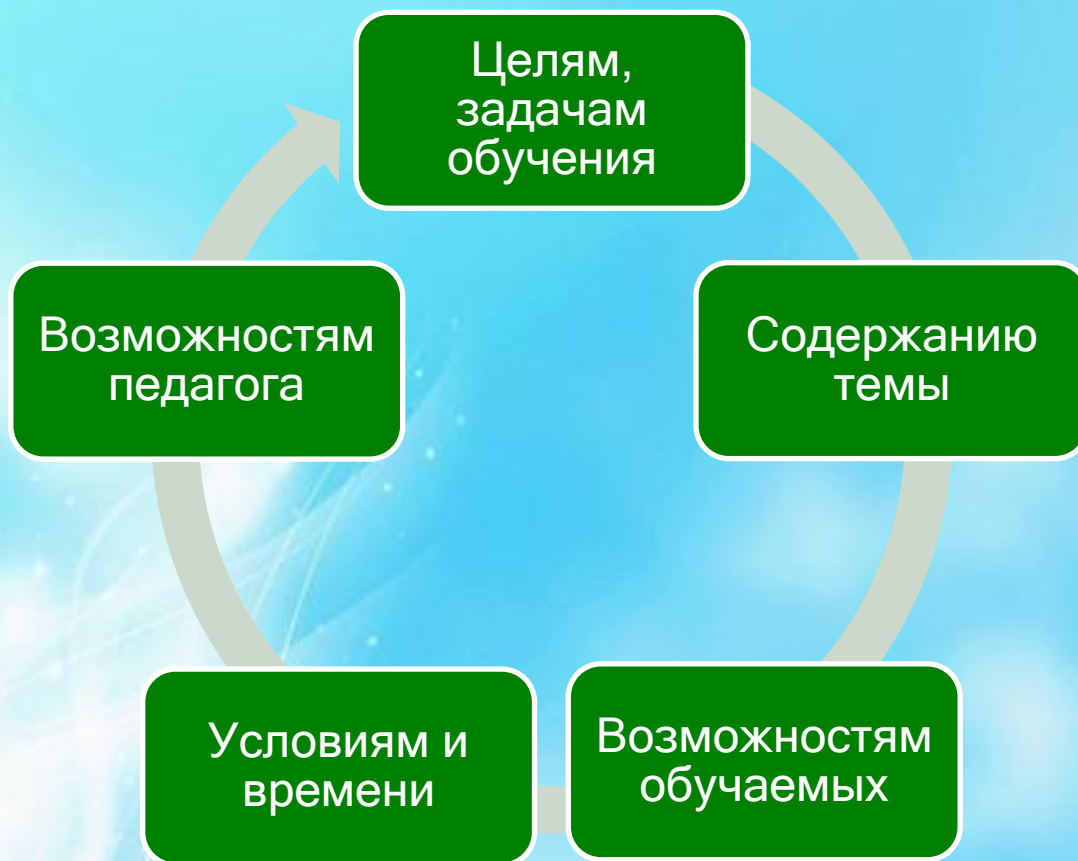 Целям,
задачам
обучения
Содержанию
темы
Возможностям
обучаемых
Условиям и
времени
Возможностям
педагога